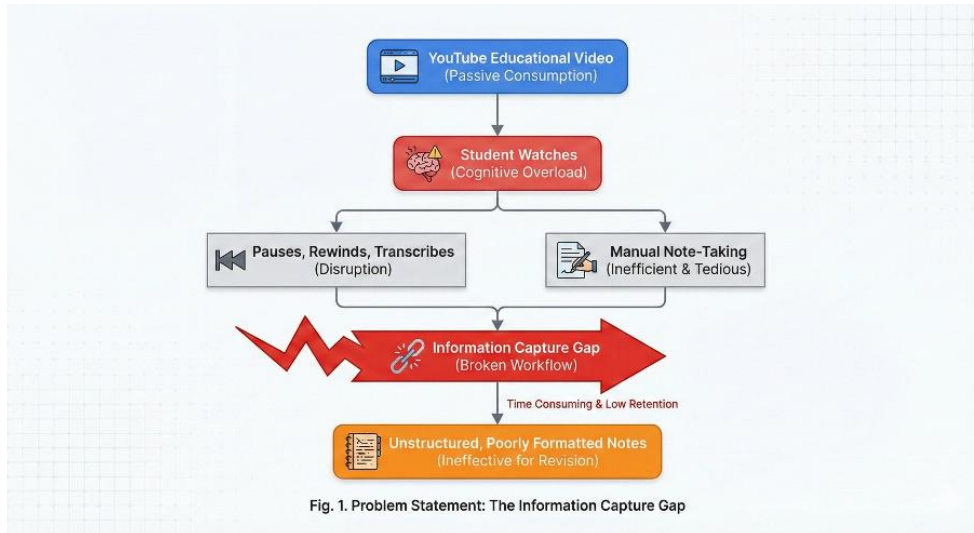 YouTube Educational Video
(Passive Consumption)
Student Watches
(Cognitive Overload)
Pauses, Rewinds, Transcribes
(Disruption)
Manual Note-Taking
(Inefficient & Tedious)
Information Capture Gap
(Broken Workflow)
Time Consuming & Low Retention
Unstructured, Poorly Formatted Notes
(Ineffective for Revision)
Fig. 1. Problem Statement: The Information Capture Gap